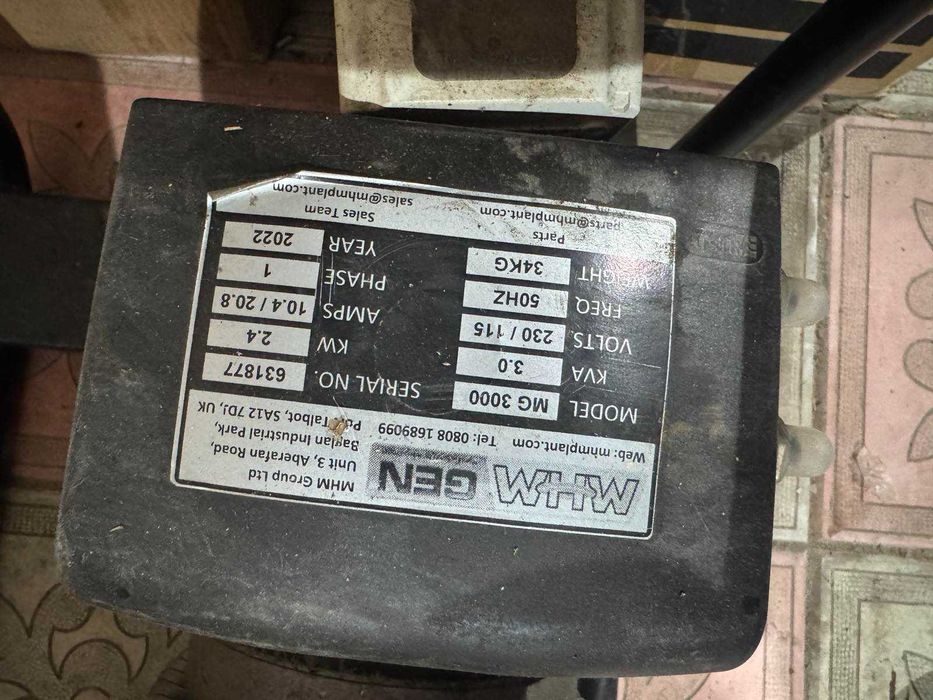 MHM GEN
MHM Group Ltd
Unit 3, Aberafan Road,
Baglan Industrial Park,
Port Talbot, SA12 7DJ, UK
Web: mhmplant.com Tel: 0808 1689099
MODEL MG 3000 SERIAL NO. 631877
KVA 3.0 KW 2.4
VOLTS. 230 / 115 AMPS 10.4 / 20.8
FREQ. 50HZ PHASE 1
WEIGHT 34KG YEAR 2022
Parts Sales Team
parts@mhmplant.com sales@mhmplant.com